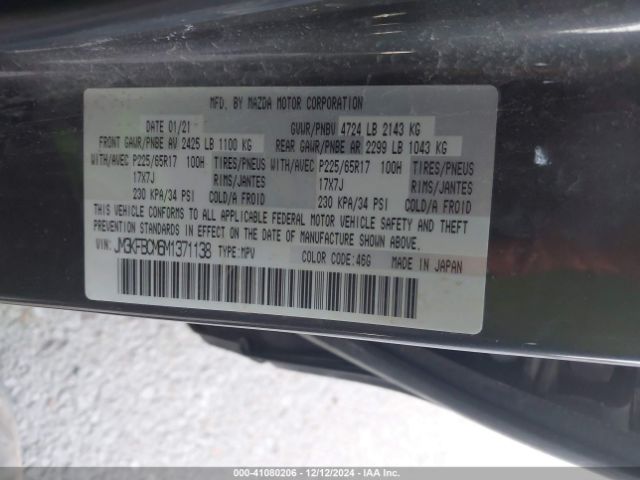 MFD. BY MAZDA MOTOR CORPORATION
DATE 01/21 GVWR/PNBV 4724 LB 2143 KG
FRONT GAWR/PNBE AV 2425 LB 1100 KG REAR GAWR/PNBE AR 2299 LB 1043 KG
WITH/AVEC P225/65R17 100H TIRES/PNEUS WITH/AVEC P225/65R17 100H TIRES/PNEUS
17X7J RIMS/JANTES 17X7J RIMS/JANTES
230 KPA/34 PSI COLD/A FROID 230 KPA/34 PSI COLD/A FROID
THIS VEHICLE CONFORMS TO ALL APPLICABLE FEDERAL MOTOR VEHICLE SAFETY AND THEFT
PREVENTION STANDARDS IN EFFECT ON THE DATE OF MANUFACTURE SHOWN ABOVE.
VIN: JM3KFBCM6M1371138 TYPE:MPV COLOR CODE:46G MADE IN JAPAN
000-41080206 - 12/12/2024 - IAA Inc.